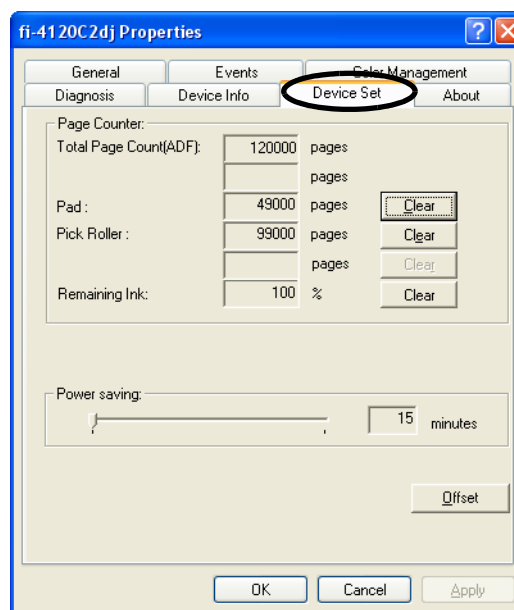 fi-4120C2dj Properties
General Events Color Management
Diagnosis Device Info Device Set About
Page Counter:
Total Page Count(ADF): 120000 pages
pages
Pad : 49000 pages Clear
Pick Roller : 99000 pages Clear
pages Clear
Remaining Ink: 100 % Clear
Power saving:
15 minutes
Offset
OK Cancel Apply